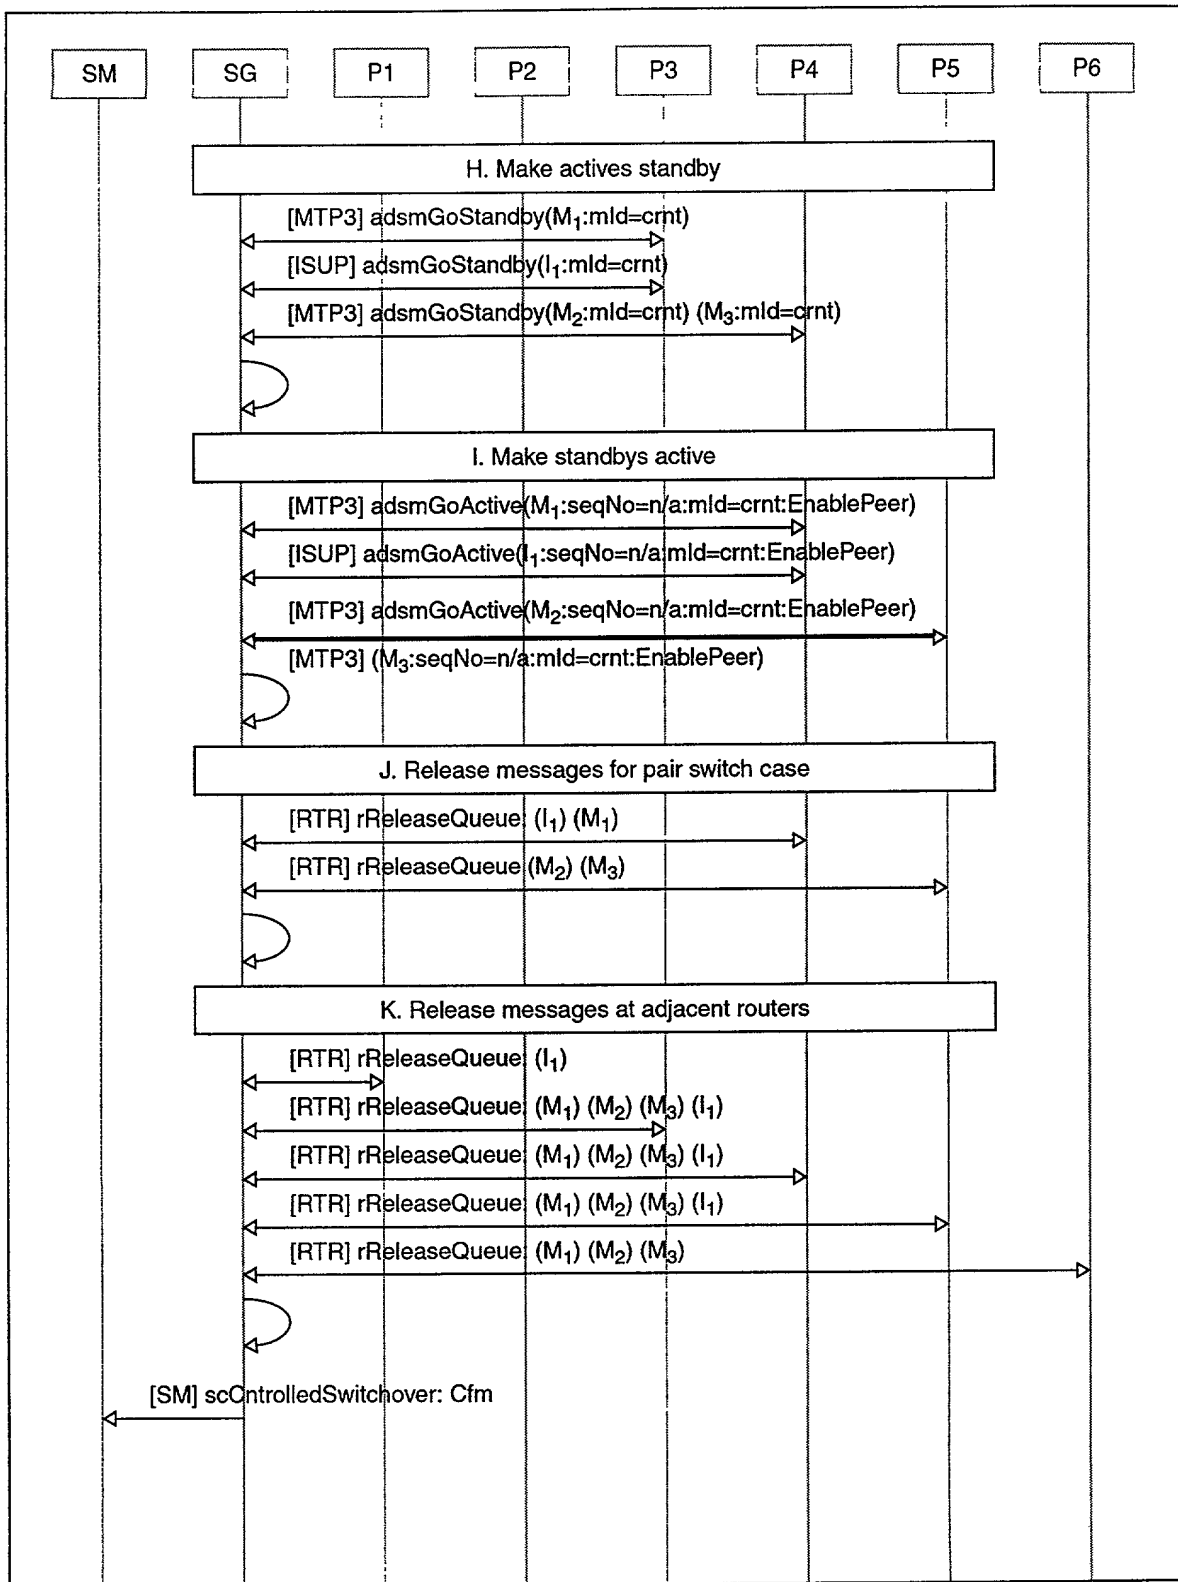 SM SG P1 P2 P3 P4 P5 P6
H. Make actives standby
[MTP3] adsmGoStandby(M1:mId=crnt)
[ISUP] adsmGoStandby(I1:mId=crnt)
[MTP3] adsmGoStandby(M2:mId=crnt) (M3:mId=crnt)
I. Make standbys active
[MTP3] adsmGoActive(M1:seqNo=n/a:mId=crnt:EnablePeer)
[ISUP] adsmGoActive(I1:seqNo=n/a:mId=crnt:EnablePeer)
[MTP3] adsmGoActive(M2:seqNo=n/a:mId=crnt:EnablePeer)
[MTP3] (M3:seqNo=n/a:mId=crnt:EnablePeer)
J. Release messages for pair switch case
[RTR] rReleaseQueue: (I1) (M1)
[RTR] rReleaseQueue (M2) (M3)
K. Release messages at adjacent routers
[RTR] rReleaseQueue: (I1)
[RTR] rReleaseQueue: (M1) (M2) (M3) (I1)
[RTR] rReleaseQueue: (M1) (M2) (M3) (I1)
[RTR] rReleaseQueue: (M1) (M2) (M3) (I1)
[RTR] rReleaseQueue: (M1) (M2) (M3)
[SM] scCntrolledSwitchover: Cfm